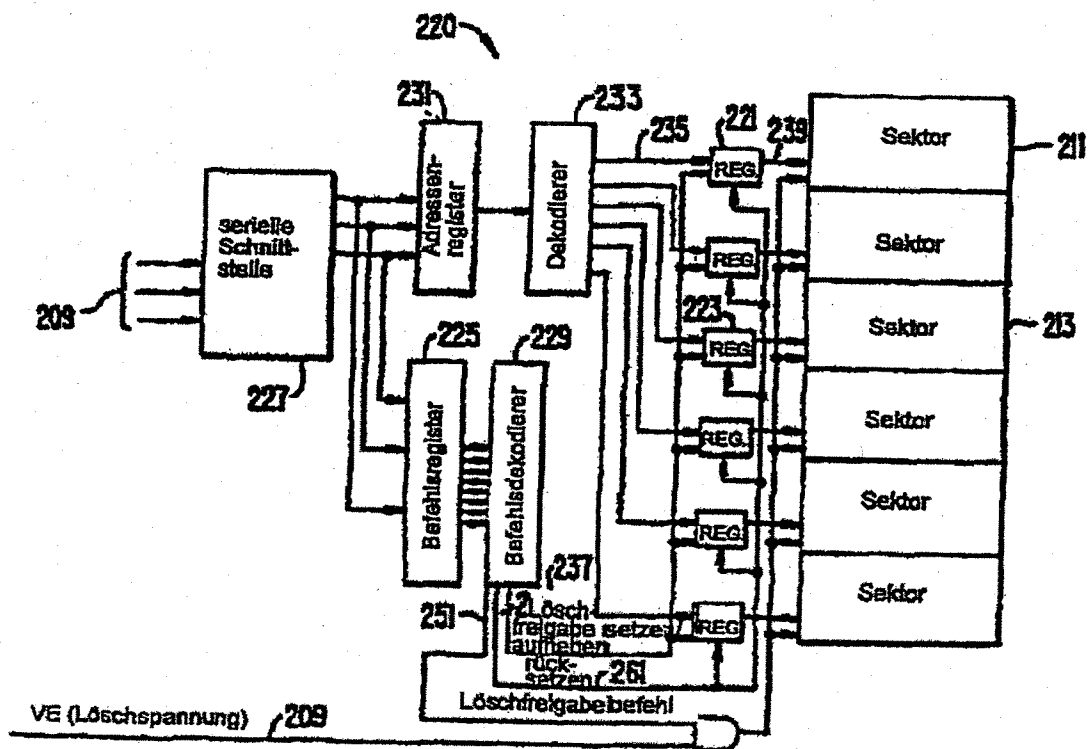 220
231
233
235
221
239
Sektor
211
REG.
serielle
Schnitt-
stelle
Adressen-
register
Dekodierer
Sektor
REG.
209
223
Sektor
213
REG.
225
229
227
Befehlsregister
Befehlsdekodierer
Sektor
REG.
Sektor
REG.
237
Sektor
251
Lösch-
freigabe setzen
REG.
aufheben
rück-
setzen
261
Löschfreigabebefehl
VE (Löschspannung)
209